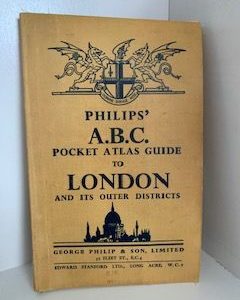 PHILIPS'
A.B.C.
POCKET ATLAS GUIDE
TO
LONDON
AND ITS OUTER DISTRICTS
GEORGE PHILIP & SON, LIMITED
32 FLEET ST., E.C.4
EDWARD STANFORD LTD., LONG ACRE, W.C.2